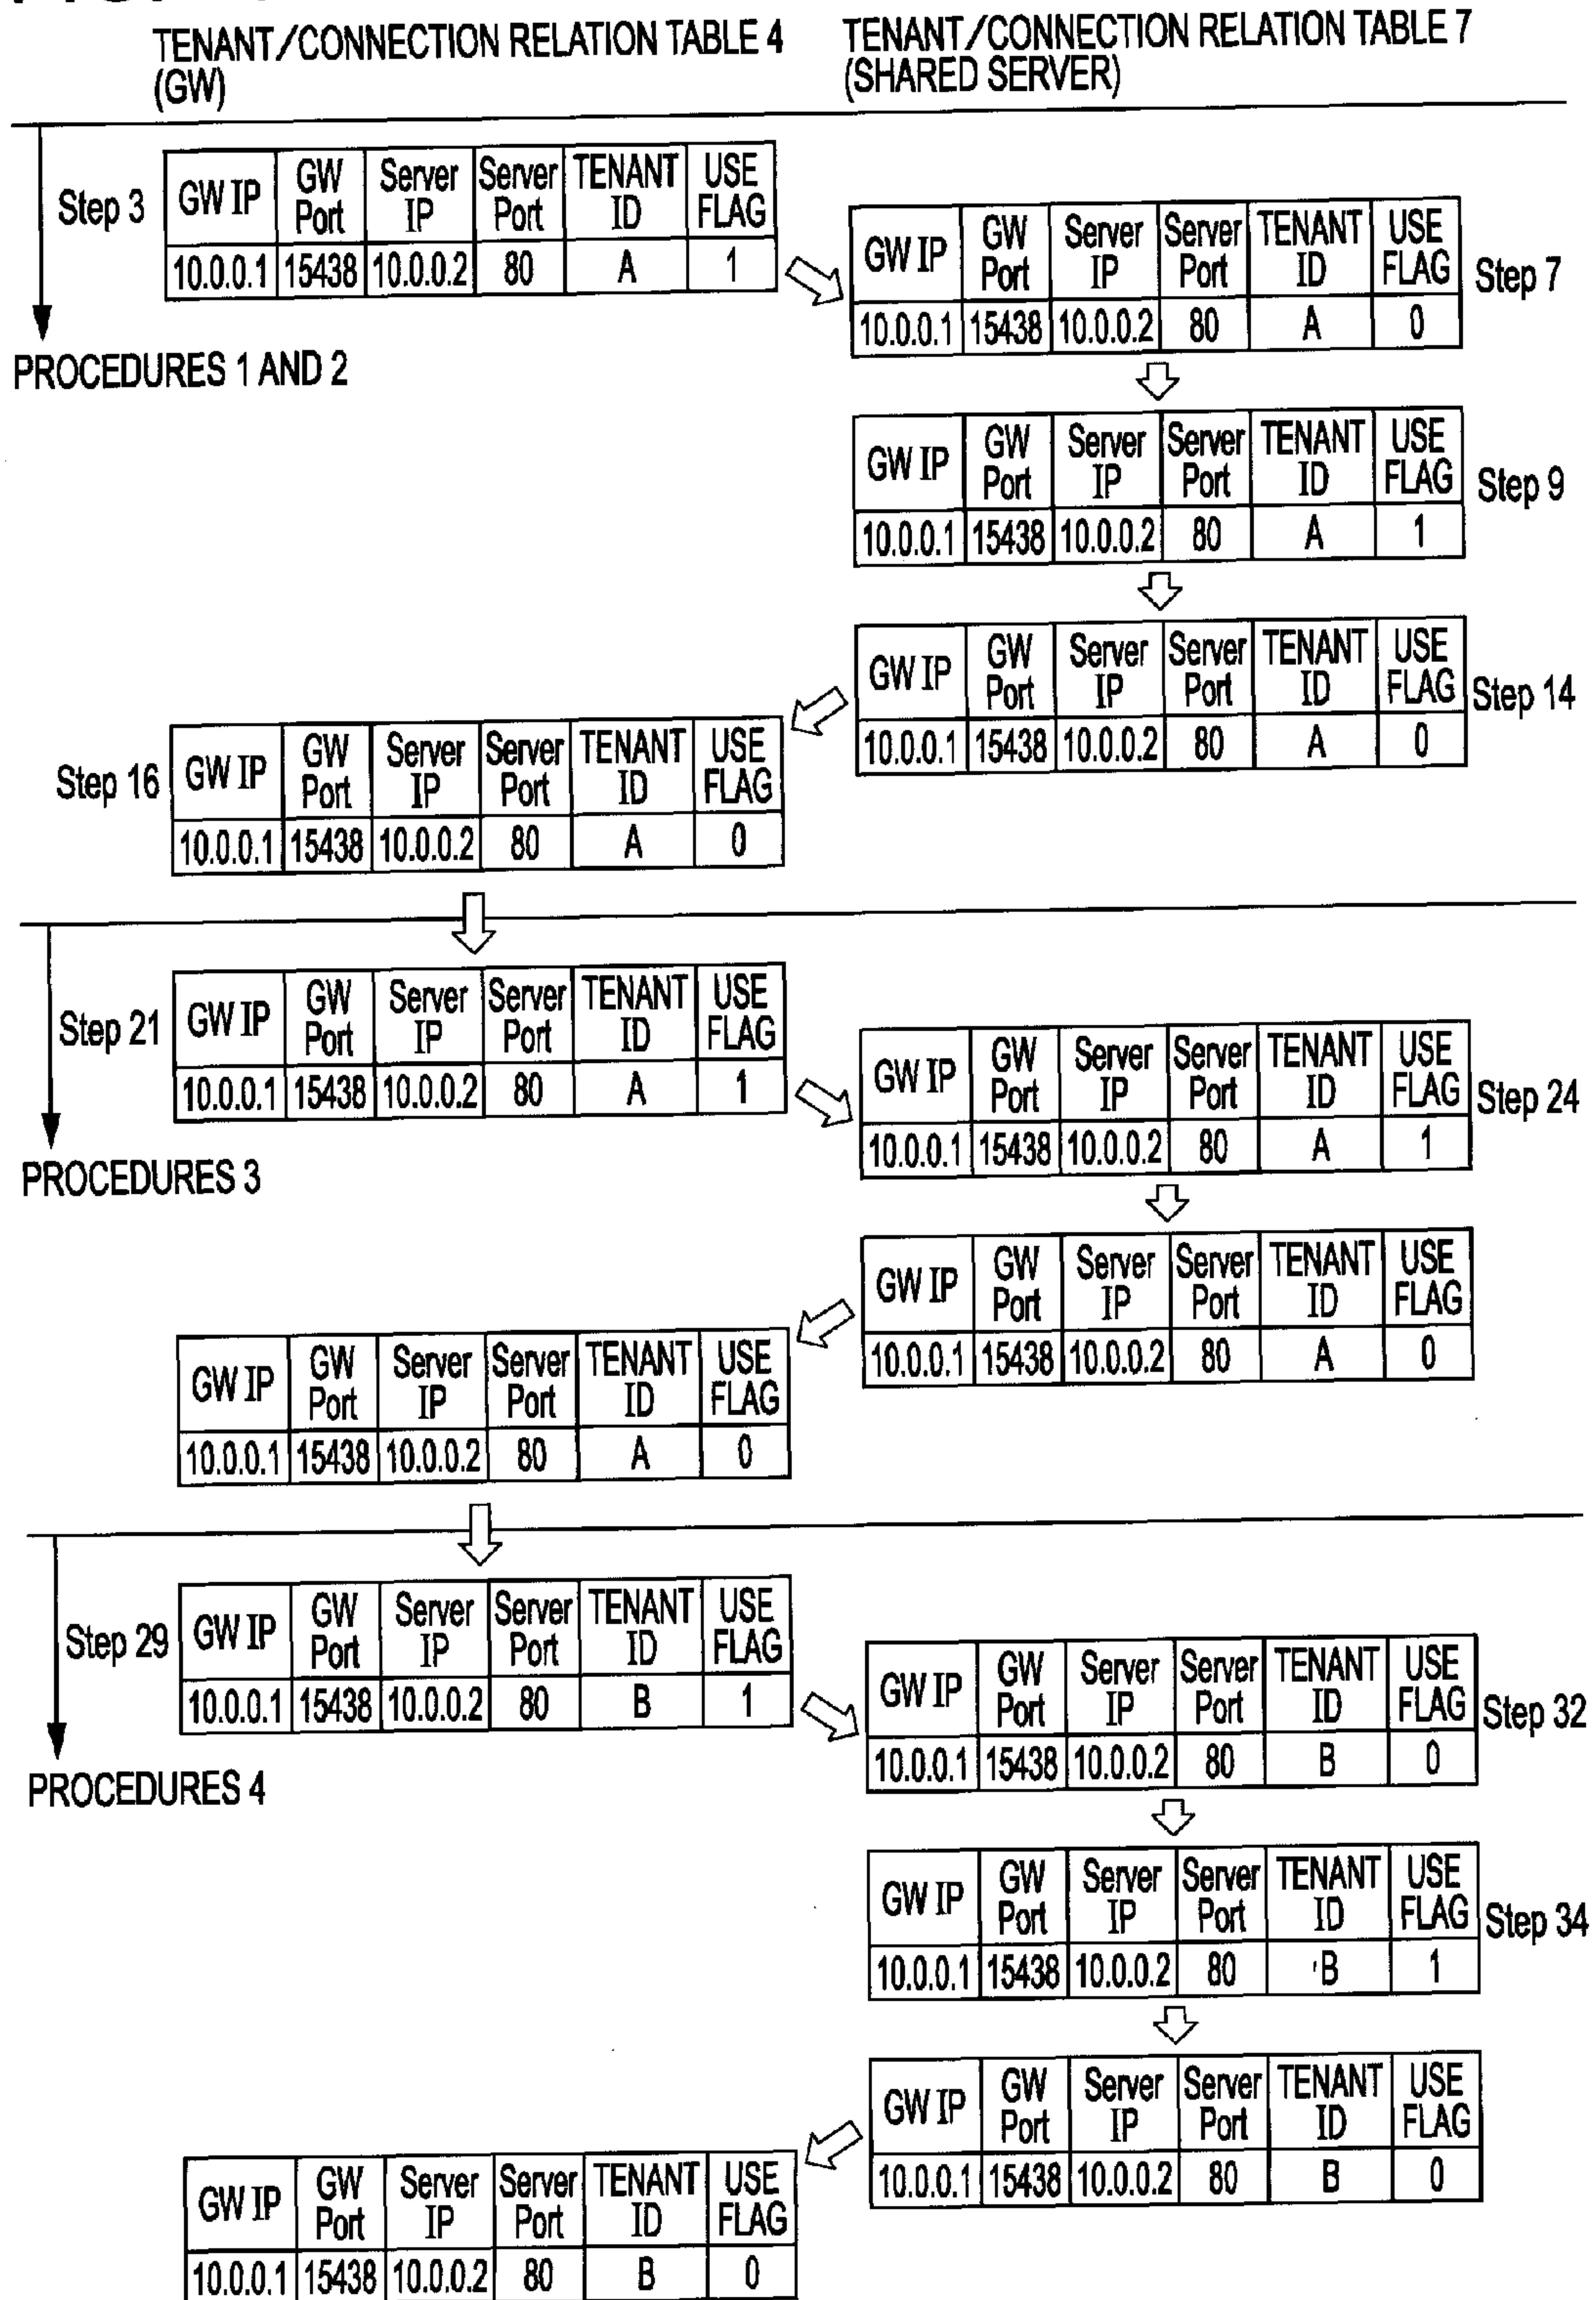 TENANT/CONNECTION RELATION TABLE 4
(GW)
TENANT/CONNECTION RELATION TABLE 7
(SHARED SERVER)
Step 3
GW IP GW Port Server IP Server Port TENANT ID USE FLAG
10.0.0.1 15438 10.0.0.2 80 A 1
GW IP GW Port Server IP Server Port TENANT ID USE FLAG
10.0.0.1 15438 10.0.0.2 80 A 0
Step 7
PROCEDURES 1 AND 2
GW IP GW Port Server IP Server Port TENANT ID USE FLAG
10.0.0.1 15438 10.0.0.2 80 A 1
Step 9
GW IP GW Port Server IP Server Port TENANT ID USE FLAG
10.0.0.1 15438 10.0.0.2 80 A 0
Step 14
Step 16
GW IP GW Port Server IP Server Port TENANT ID USE FLAG
10.0.0.1 15438 10.0.0.2 80 A 0
Step 21
GW IP GW Port Server IP Server Port TENANT ID USE FLAG
10.0.0.1 15438 10.0.0.2 80 A 1
GW IP GW Port Server IP Server Port TENANT ID USE FLAG
10.0.0.1 15438 10.0.0.2 80 A 1
Step 24
PROCEDURES 3
GW IP GW Port Server IP Server Port TENANT ID USE FLAG
10.0.0.1 15438 10.0.0.2 80 A 0
GW IP GW Port Server IP Server Port TENANT ID USE FLAG
10.0.0.1 15438 10.0.0.2 80 A 0
Step 29
GW IP GW Port Server IP Server Port TENANT ID USE FLAG
10.0.0.1 15438 10.0.0.2 80 B 1
GW IP GW Port Server IP Server Port TENANT ID USE FLAG
10.0.0.1 15438 10.0.0.2 80 B 0
Step 32
PROCEDURES 4
GW IP GW Port Server IP Server Port TENANT ID USE FLAG
10.0.0.1 15438 10.0.0.2 80 B 1
Step 34
GW IP GW Port Server IP Server Port TENANT ID USE FLAG
10.0.0.1 15438 10.0.0.2 80 B 0
GW IP GW Port Server IP Server Port TENANT ID USE FLAG
10.0.0.1 15438 10.0.0.2 80 B 0